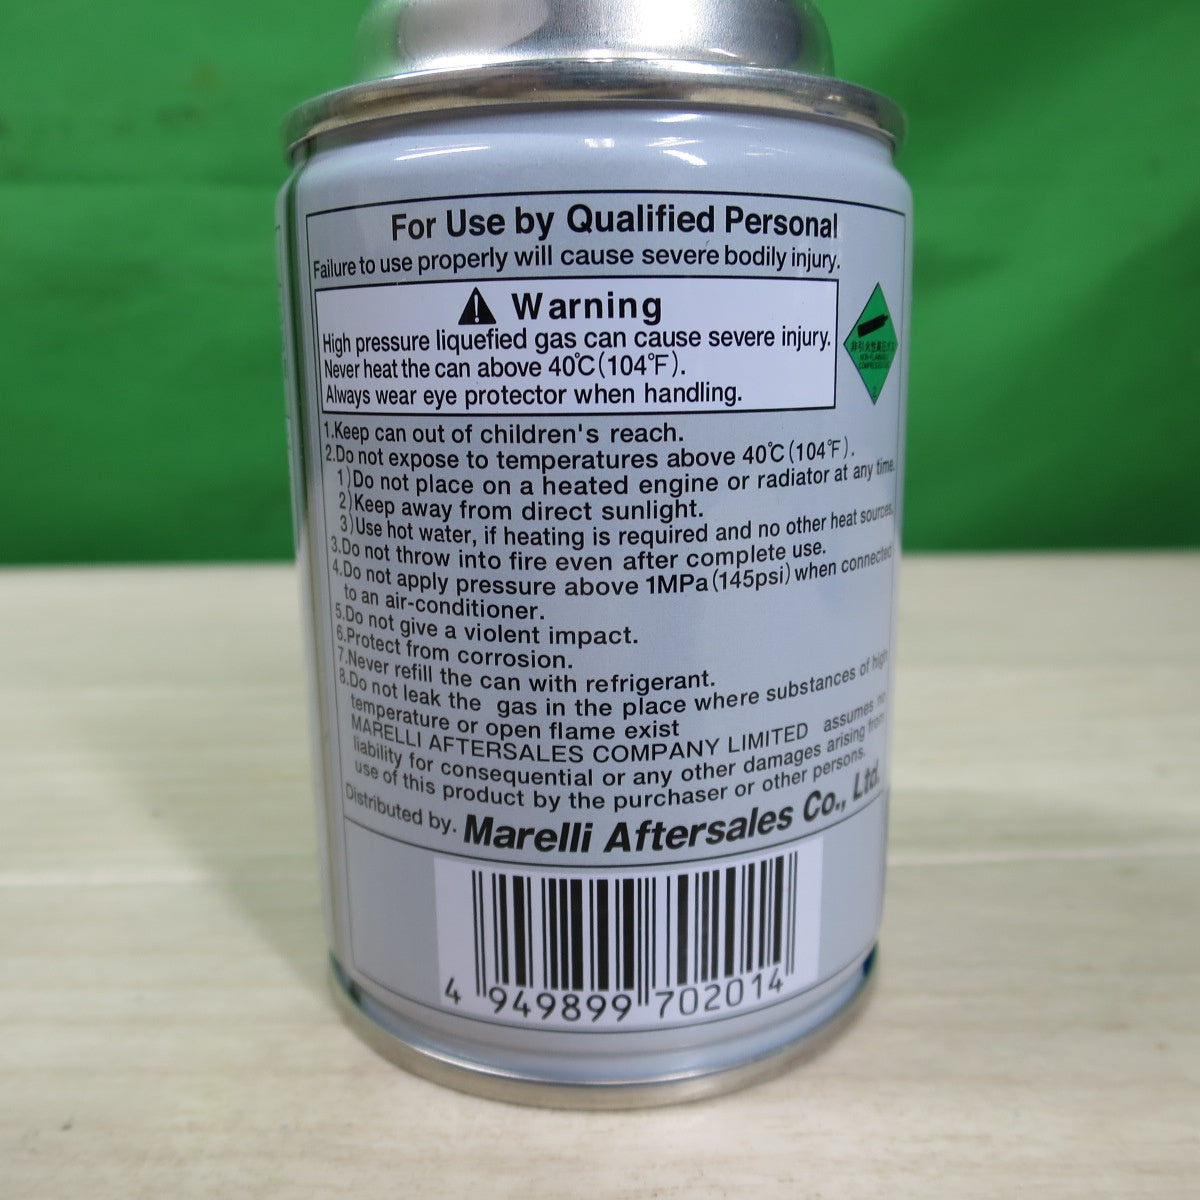 For Use by Qualified Personal
Failure to use properly will cause severe bodily injury.
Warning
High pressure liquefied gas can cause severe injury.
Never heat the can above 40℃(104℉).
Always wear eye protector when handling.
1.Keep can out of children's reach.
2.Do not expose to temperatures above 40℃(104℉).
1)Do not place on a heated engine or radiator at any time.
2)Keep away from direct sunlight.
3)Use hot water, if heating is required and no other heat sources.
3.Do not throw into fire even after complete use.
4.Do not apply pressure above 1MPa(145psi) when connected
to an air-conditioner.
5.Do not give a violent impact.
6.Protect from corrosion.
7.Never refill the can with refrigerant.
8.Do not leak the gas in the place where substances of high
temperature or open flame exist
MARELLI AFTERSALES COMPANY LIMITED assumes no
liability for consequential or any other damages arising from
use of this product by the purchaser or other persons.
Distributed by. Marelli Aftersales Co., Ltd.
4 949899 702014